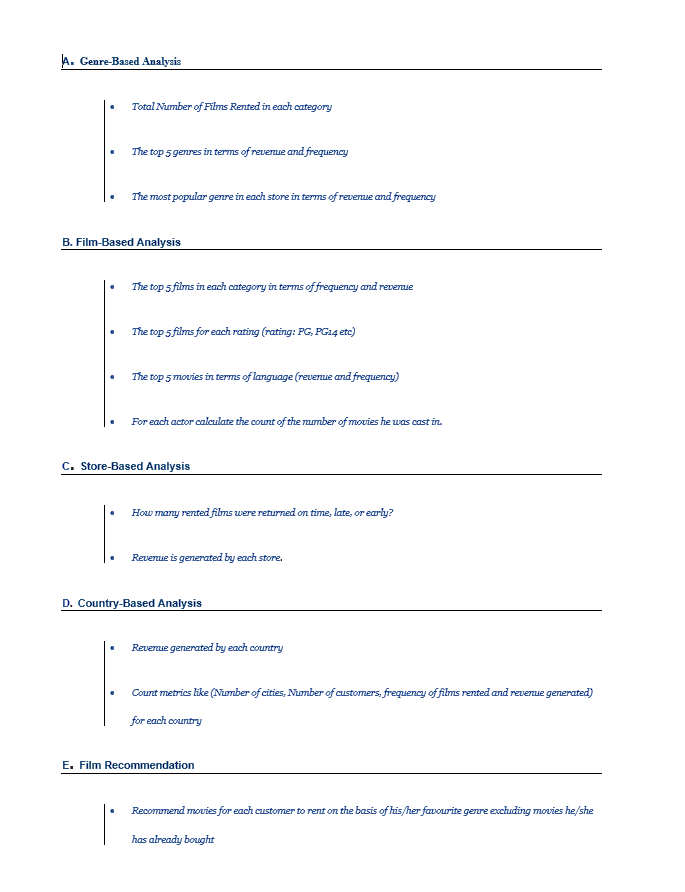 A. Genre-Based Analysis
• Total Number of Films Rented in each category
• The top 5 genres in terms of revenue and frequency
• The most popular genre in each store in terms of revenue and frequency
B. Film-Based Analysis
• The top 5 films in each category in terms of frequency and revenue
• The top 5 films for each rating (rating: PG, PG14 etc)
• The top 5 movies in terms of language (revenue and frequency)
• For each actor calculate the count of the number of movies he was cast in.
C. Store-Based Analysis
• How many rented films were returned on time, late, or early?
• Revenue is generated by each store.
D. Country-Based Analysis
• Revenue generated by each country
• Count metrics like (Number of cities, Number of customers, frequency of films rented and revenue generated)
for each country
E. Film Recommendation
• Recommend movies for each customer to rent on the basis of his/her favourite genre excluding movies he/she
has already bought